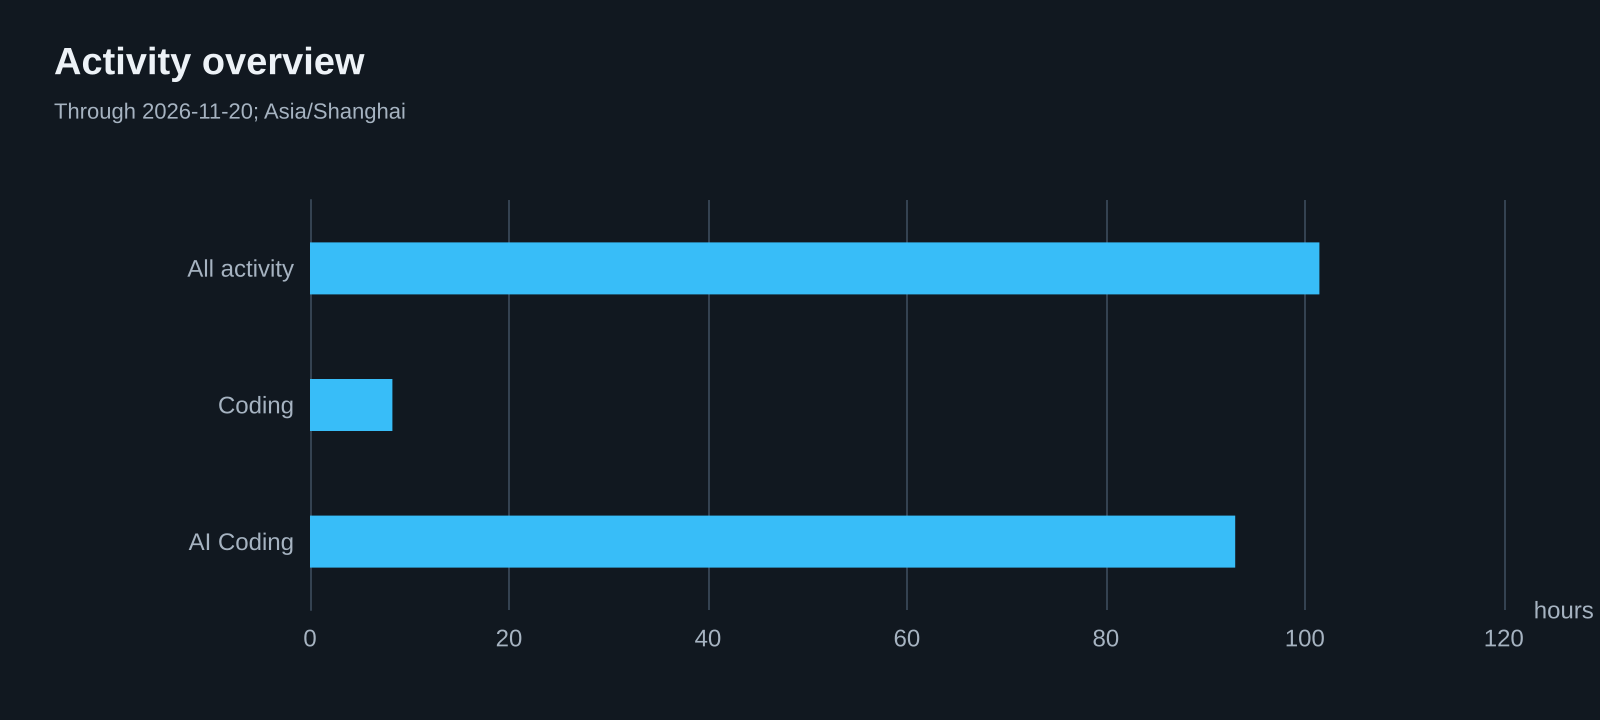 Activity overview
Through 2026-11-20; Asia/Shanghai
All activity
Coding
AI Coding
hours
0 20 40 60 80 100 120